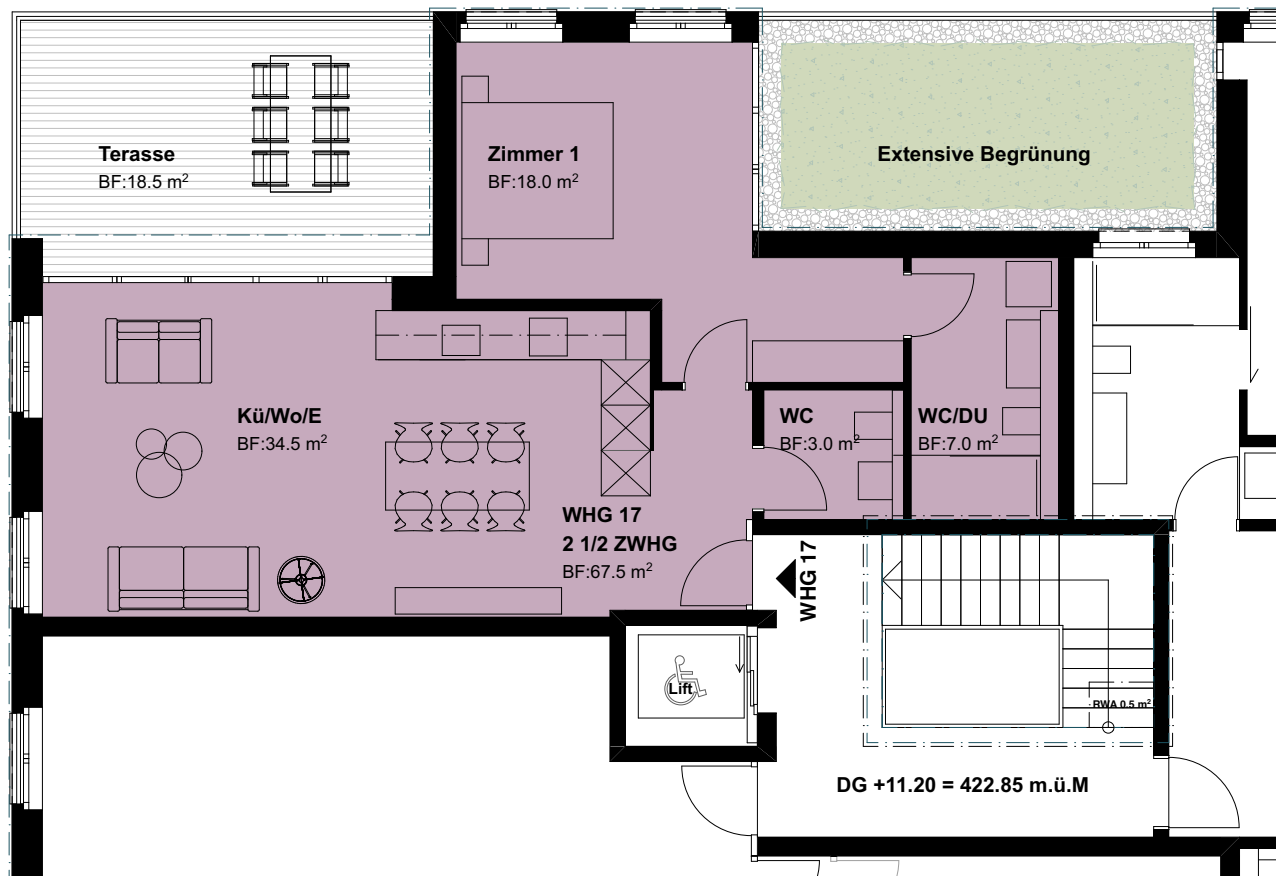 Terasse
BF:18.5 m²
Zimmer 1
BF:18.0 m²
Extensive Begrünung
Kü/Wo/E
BF:34.5 m²
WC
BF:3.0 m²
WC/DU
BF:7.0 m²
WHG 17
2 1/2 ZWHG
BF:67.5 m²
WHG 17
Lift
RWA 0.5 m²
DG +11.20 = 422.85 m.ü.M